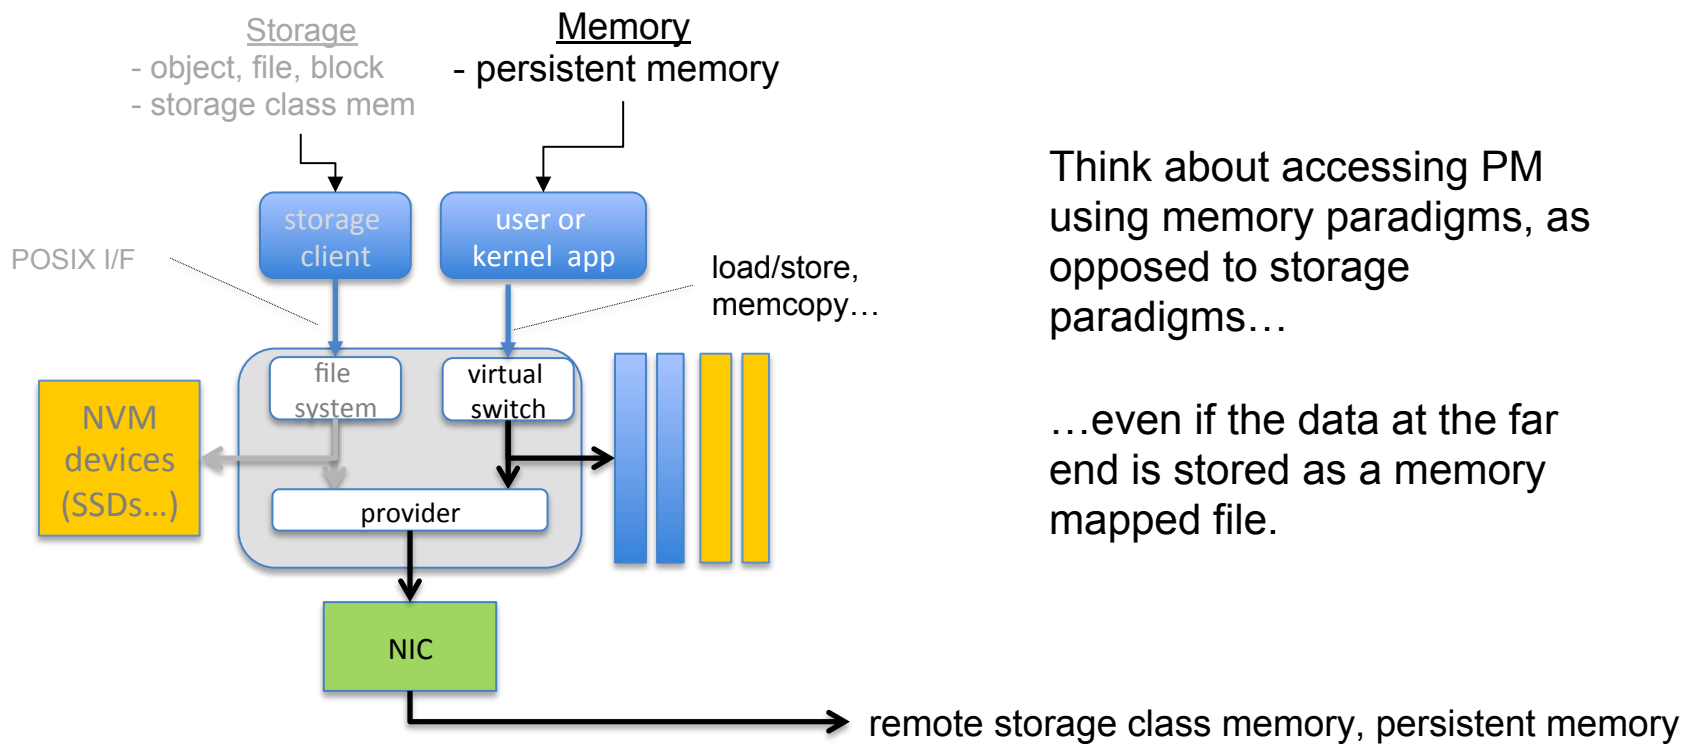 Storage
- object, file, block
- storage class mem
Memory
- persistent memory
storage
client
user or
kernel app
POSIX I/F
load/store,
memcopy…
file
system
virtual
switch
NVM
devices
(SSDs…)
provider
NIC
remote storage class memory, persistent memory
Think about accessing PM
using memory paradigms, as
opposed to storage
paradigms…
…even if the data at the far
end is stored as a memory
mapped file.